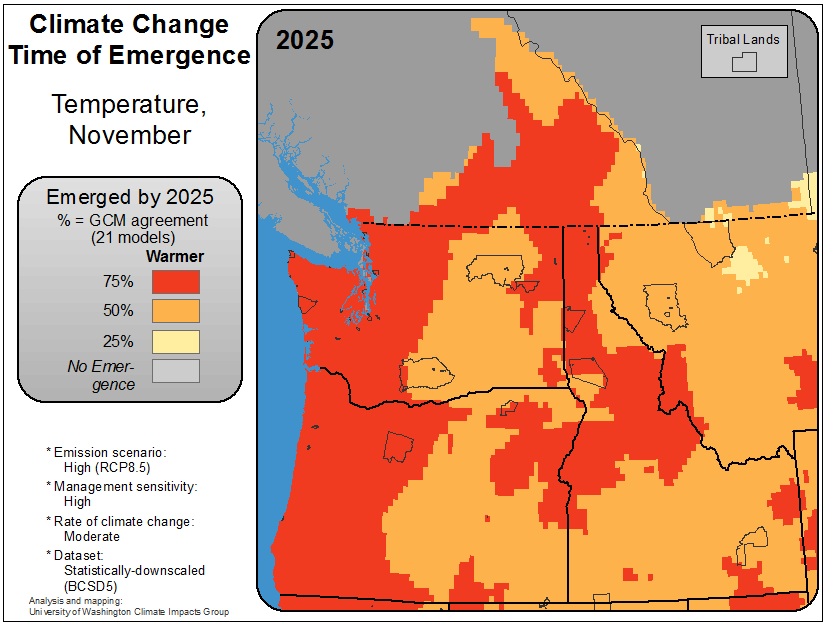 Climate Change
Time of Emergence
Temperature,
November
Emerged by 2025
% = GCM agreement
(21 models)
Warmer
75%
50%
25%
No Emer-
gence
* Emission scenario:
High (RCP8.5)
* Management sensitivity:
High
* Rate of climate change:
Moderate
* Dataset:
Statistically-downscaled
(BCSD5)
Analysis and mapping:
University of Washington Climate Impacts Group
2025
Tribal Lands